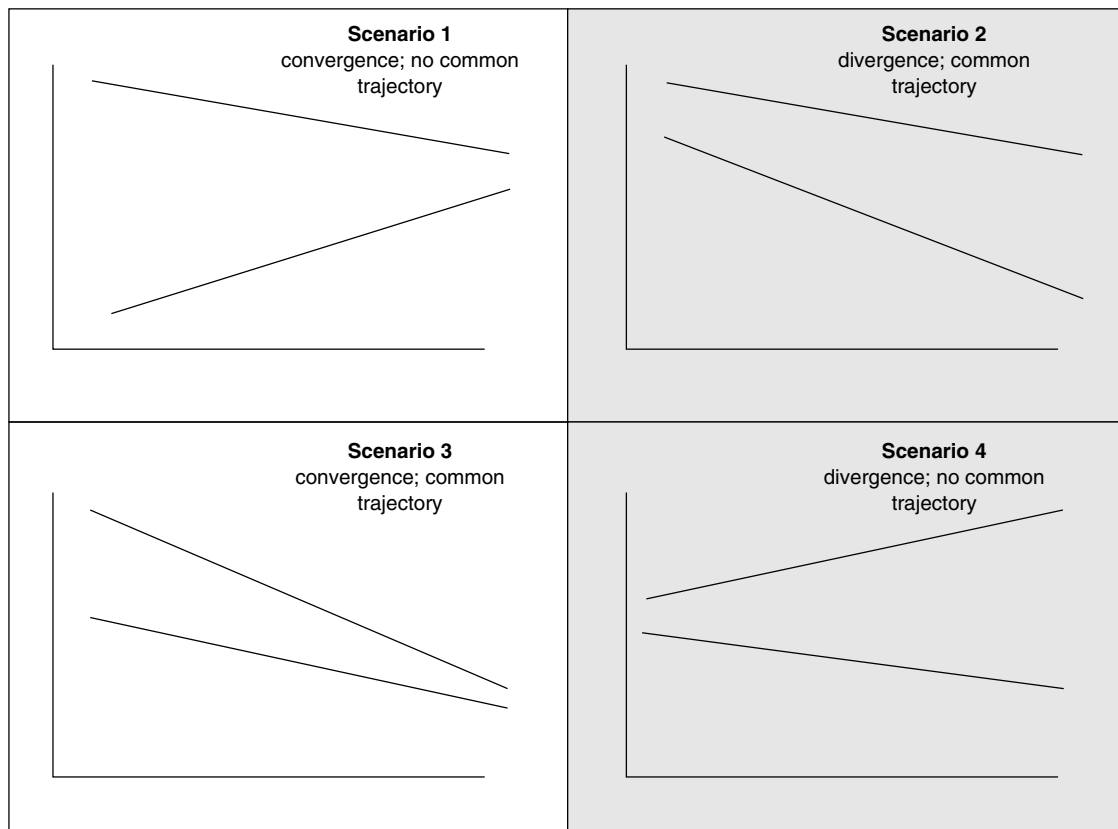 Scenario 1
convergence; no common
trajectory
Scenario 2
divergence; common
trajectory
Scenario 3
convergence; common
trajectory
Scenario 4
divergence; no common
trajectory